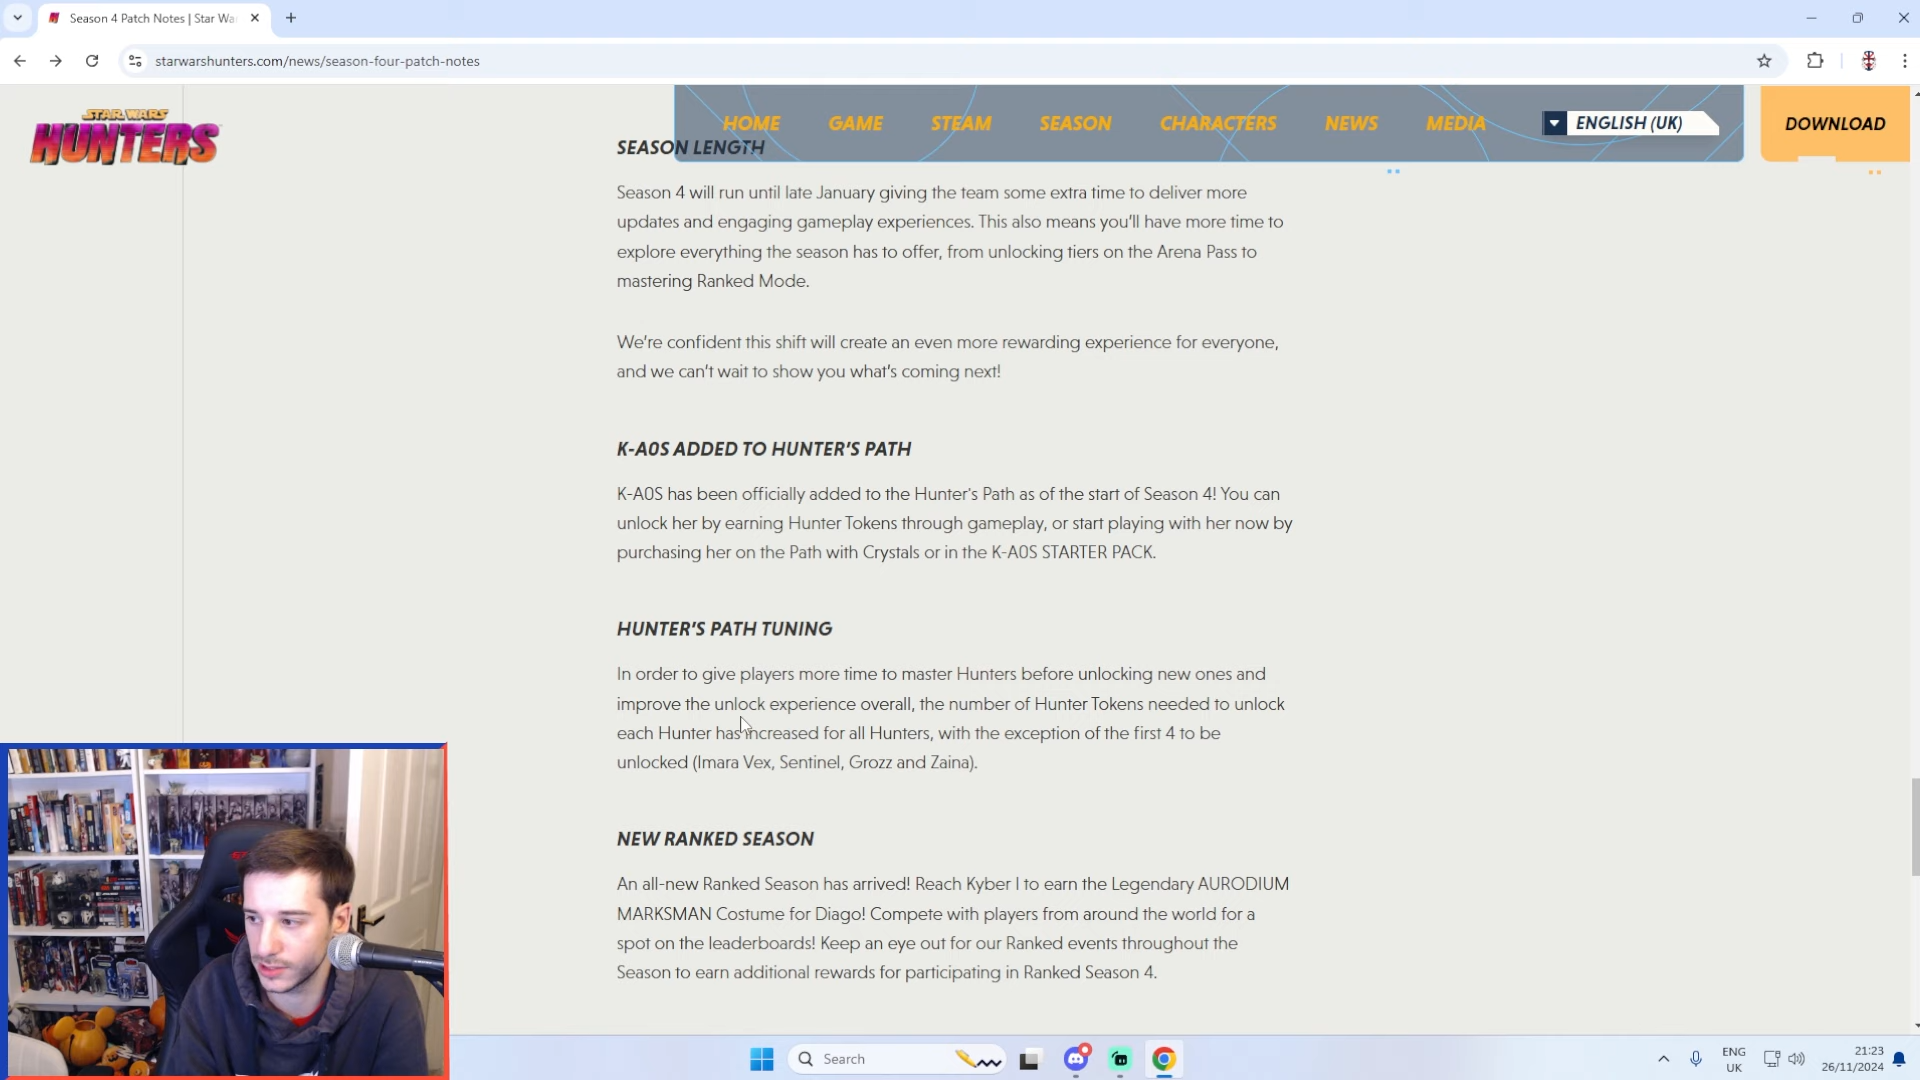 Season 4 Patch Notes | Star Wa
starwarshunters.com/news/season-four-patch-notes
STAR WARS
HUNTERS
HOME GAME STEAM SEASON CHARACTERS NEWS MEDIA ENGLISH (UK) DOWNLOAD
SEASON LENGTH
Season 4 will run until late January giving the team some extra time to deliver more
updates and engaging gameplay experiences. This also means you'll have more time to
explore everything the season has to offer, from unlocking tiers on the Arena Pass to
mastering Ranked Mode.
We're confident this shift will create an even more rewarding experience for everyone,
and we can't wait to show you what's coming next!
K-A0S ADDED TO HUNTER'S PATH
K-A0S has been officially added to the Hunter's Path as of the start of Season 4! You can
unlock her by earning Hunter Tokens through gameplay, or start playing with her now by
purchasing her on the Path with Crystals or in the K-A0S STARTER PACK.
HUNTER'S PATH TUNING
In order to give players more time to master Hunters before unlocking new ones and
improve the unlock experience overall, the number of Hunter Tokens needed to unlock
each Hunter has increased for all Hunters, with the exception of the first 4 to be
unlocked (Imara Vex, Sentinel, Grozz and Zaina).
NEW RANKED SEASON
An all-new Ranked Season has arrived! Reach Kyber I to earn the Legendary AURODIUM
MARKSMAN Costume for Diago! Compete with players from around the world for a
spot on the leaderboards! Keep an eye out for our Ranked events throughout the
Season to earn additional rewards for participating in Ranked Season 4.
Search
ENG
UK
21:23
26/11/2024